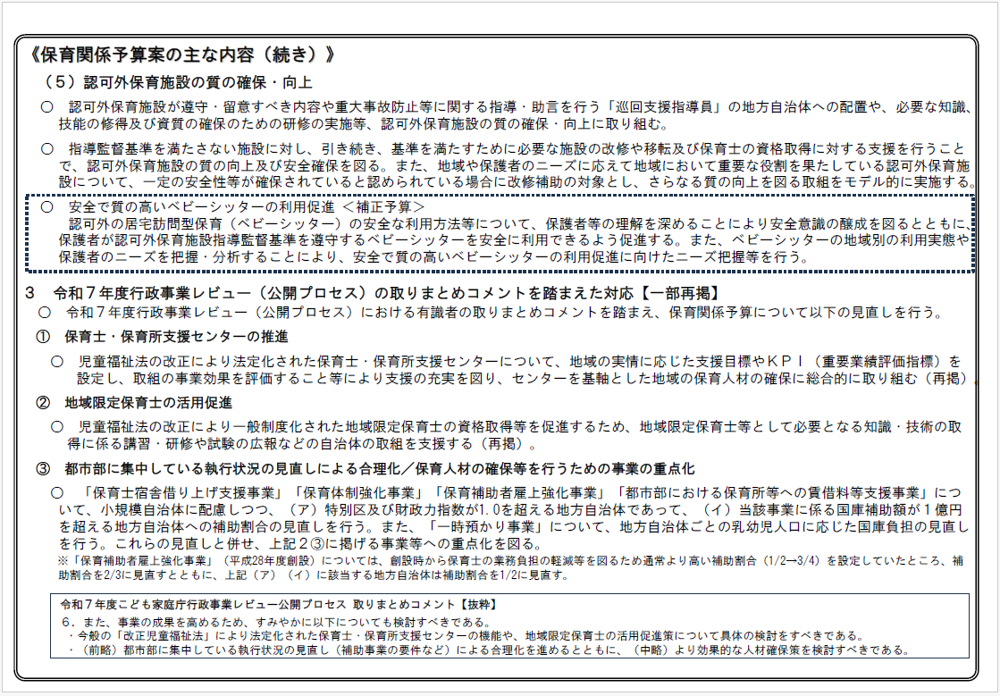 《保育関係予算案の主な内容（続き）》
（５）認可外保育施設の質の確保・向上
○　認可外保育施設が遵守・留意すべき内容や重大事故防止等に関する指導・助言を行う「巡回支援指導員」の地方自治体への配置や、必要な知識、
技能の修得及び資質の確保のための研修の実施等、認可外保育施設の質の確保・向上に取り組む。
○　指導監督基準を満たさない施設に対し、引き続き、基準を満たすために必要な施設の改修や移転及び保育士の資格取得に対する支援を行うこと
で、認可外保育施設の質の向上及び安全確保を図る。また、地域や保護者のニーズに応えて地域において重要な役割を果たしている認可外保育施
設について、一定の安全性等が確保されていると認められている場合に改修補助の対象とし、さらなる質の向上を図る取組をモデル的に実施する。
○　安全で質の高いベビーシッターの利用促進 ＜補正予算＞
認可外の居宅訪問型保育（ベビーシッター）の安全な利用方法等について、保護者等の理解を深めることにより安全意識の醸成を図るとともに、
保護者が認可外保育施設指導監督基準を遵守するベビーシッターを安全に利用できるよう促進する。また、ベビーシッターの地域別の利用実態や
保護者のニーズを把握・分析することにより、安全で質の高いベビーシッターの利用促進に向けたニーズ把握等を行う。
３　令和７年度行政事業レビュー（公開プロセス）の取りまとめコメントを踏まえた対応【一部再掲】
○　令和７年度行政事業レビュー（公開プロセス）における有識者の取りまとめコメントを踏まえ、保育関係予算について以下の見直しを行う。
①　保育士・保育所支援センターの推進
○　児童福祉法の改正により法定化された保育士・保育所支援センターについて、地域の実情に応じた支援目標やＫＰＩ（重要業績評価指標）を
設定し、取組の事業効果を評価すること等により支援の充実を図り、センターを基軸とした地域の保育人材の確保に総合的に取り組む（再掲）。
②　地域限定保育士の活用促進
○　児童福祉法の改正により一般制度化された地域限定保育士の資格取得等を促進するため、地域限定保育士等として必要となる知識・技術の取
得に係る講習・研修や試験の広報などの自治体の取組を支援する（再掲）。
③　都市部に集中している執行状況の見直しによる合理化／保育人材の確保等を行うための事業の重点化
○　「保育士宿舎借り上げ支援事業」「保育体制強化事業」「保育補助者雇上強化事業」「都市部における保育所等への賃借料等支援事業」につ
いて、小規模自治体に配慮しつつ、（ア）特別区及び財政力指数が1.0を超える地方自治体であって、（イ）当該事業に係る国庫補助額が１億円
を超える地方自治体への補助割合の見直しを行う。また、「一時預かり事業」について、地方自治体ごとの乳幼児人口に応じた国庫負担の見直し
を行う。これらの見直しと併せ、上記２③に掲げる事業等への重点化を図る。
※「保育補助者雇上強化事業」（平成28年度創設）については、創設時から保育士の業務負担の軽減等を図るため通常より高い補助割合（1/2→3/4）を設定していたところ、補
助割合を2/3に見直すとともに、上記（ア）（イ）に該当する地方自治体は補助割合を1/2に見直す。
令和７年度こども家庭庁行政事業レビュー公開プロセス 取りまとめコメント【抜粋】
６．また、事業の成果を高めるため、すみやかに以下についても検討すべきである。
・今般の「改正児童福祉法」により法定化された保育士・保育所支援センターの機能や、地域限定保育士の活用促進策について具体の検討をすべきである。
・（前略）都市部に集中している執行状況の見直し（補助事業の要件など）による合理化を進めるとともに、（中略）より効果的な人材確保策を検討すべきである。